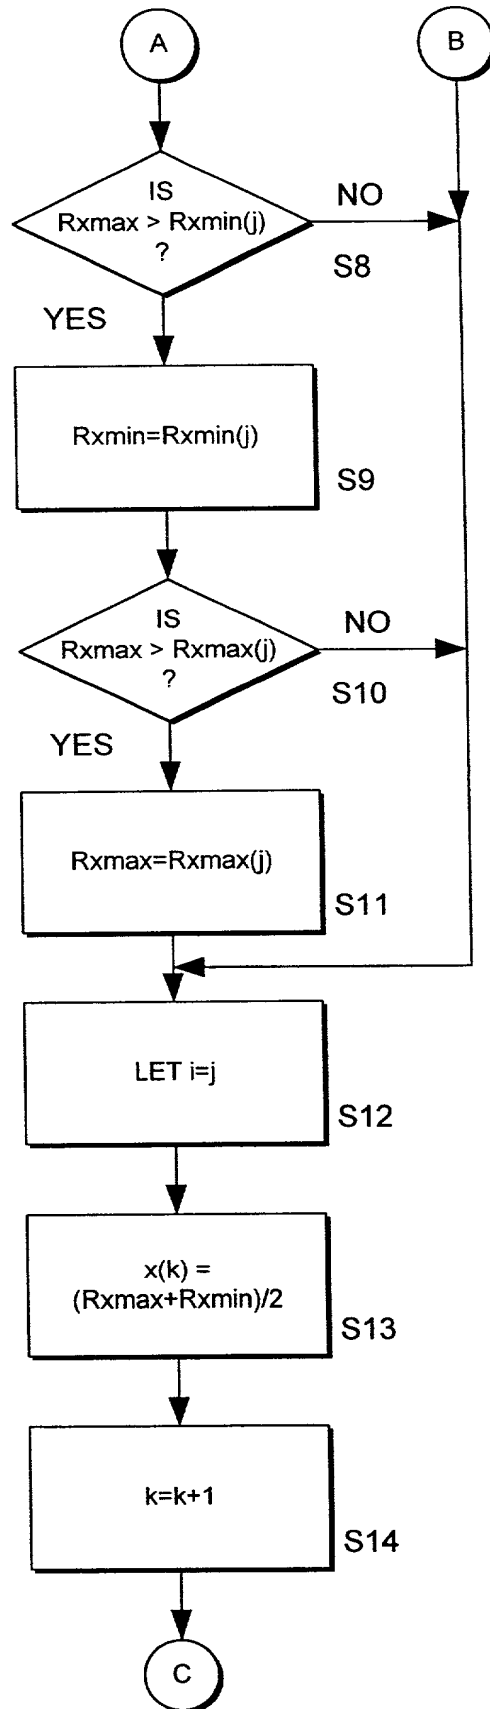 A
B
IS
Rxmax > Rxmin(j)
?
NO
S8
YES
Rxmin=Rxmin(j)
S9
IS
Rxmax > Rxmax(j)
?
NO
S10
YES
Rxmax=Rxmax(j)
S11
LET i=j
S12
x(k) =
(Rxmax+Rxmin)/2
S13
k=k+1
S14
C